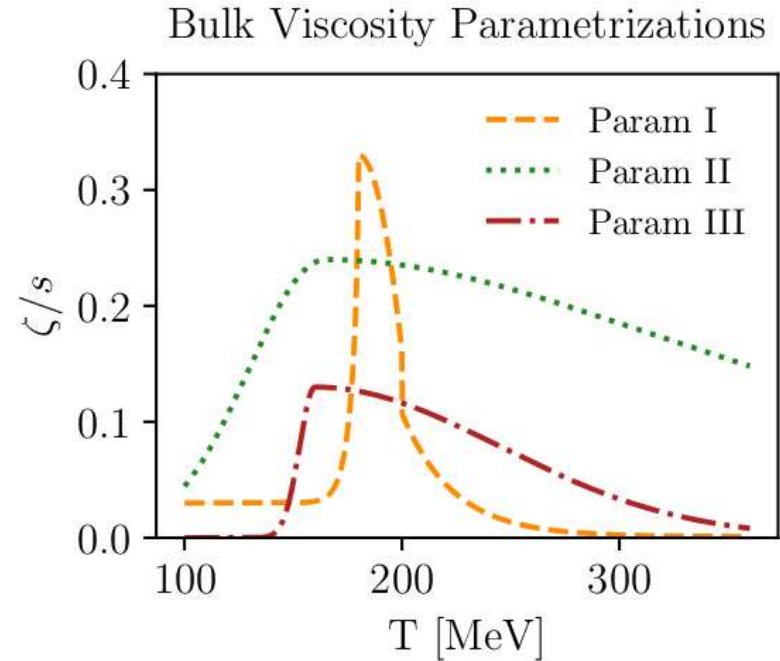 Bulk Viscosity Parametrizations
0.4
0.3
0.2
0.1
0.0
ζ/s
Param I
Param II
Param III
100
200
300
T [MeV]